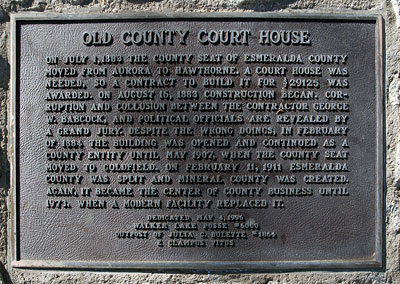 OLD COUNTY COURT HOUSE
ON JULY 1,1883 THE COUNTY SEAT OF ESMERALDA COUNTY
MOVED FROM AURORA TO HAWTHORNE. A COURT HOUSE WAS
NEEDED, SO A CONTRACT TO BUILD IT FOR $29125 WAS
AWARDED. ON AUGUST 16, 1883 CONSTRUCTION BEGAN. COR-
RUPTION AND COLLUSION BETWEEN THE CONTRACTOR GEORGE
W. BABCOCK, AND POLITICAL OFFICIALS ARE REVEALED BY
A GRAND JURY. DESPITE THE WRONG DOINGS, IN FEBRUARY
OF 1884 THE BUILDING WAS OPENED AND CONTINUED AS A
COUNTY ENTITY UNTIL MAY 1907, WHEN THE COUNTY SEAT
MOVED TO GOLDFIELD. ON FEBRUARY 11, 1911 ESMERALDA
COUNTY WAS SPLIT AND MINERAL COUNTY WAS CREATED.
AGAIN, IT BECAME THE CENTER OF COUNTY BUSINESS UNTIL
1973, WHEN A MODERN FACILITY REPLACED IT.
DEDICATED MAY 4,1996
WALKER LAKE POSSE #6000
OUTPOST OF JULIA C. BULETTE #1864
E CLAMPUS VITUS